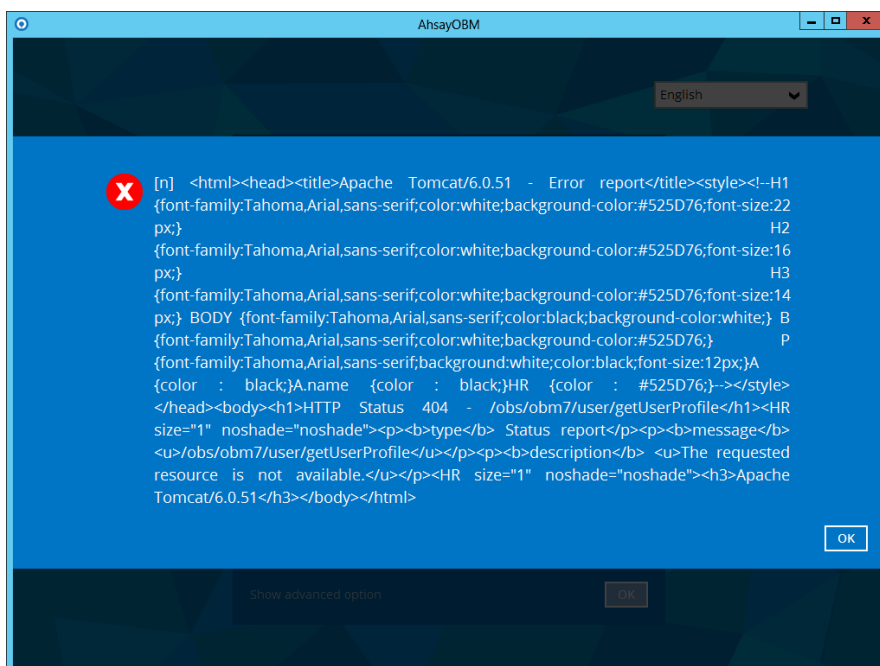 AhsayOBM
English
[n] <html><head><title>Apache Tomcat/6.0.51 - Error report</title><style><!--H1
{font-family:Tahoma,Arial,sans-serif;color:white;background-color:#525D76;font-size:22
px;} H2
{font-family:Tahoma,Arial,sans-serif;color:white;background-color:#525D76;font-size:16
px;} H3
{font-family:Tahoma,Arial,sans-serif;color:white;background-color:#525D76;font-size:14
px;} BODY {font-family:Tahoma,Arial,sans-serif;color:black;background-color:white;} B
{font-family:Tahoma,Arial,sans-serif;color:white;background-color:#525D76;} P
{font-family:Tahoma,Arial,sans-serif;background:white;color:black;font-size:12px;}A
{color : black;}A.name {color : black;}HR {color : #525D76;}--></style>
</head><body><h1>HTTP Status 404 - /obs/obm7/user/getUserProfile</h1><HR
size="1" noshade="noshade"><p><b>type</b> Status report</p><p><b>message</b>
<u>/obs/obm7/user/getUserProfile</u></p><p><b>description</b> <u>The requested
resource is not available.</u></p><HR size="1" noshade="noshade"><h3>Apache
Tomcat/6.0.51</h3></body></html>
OK
Show advanced option
OK